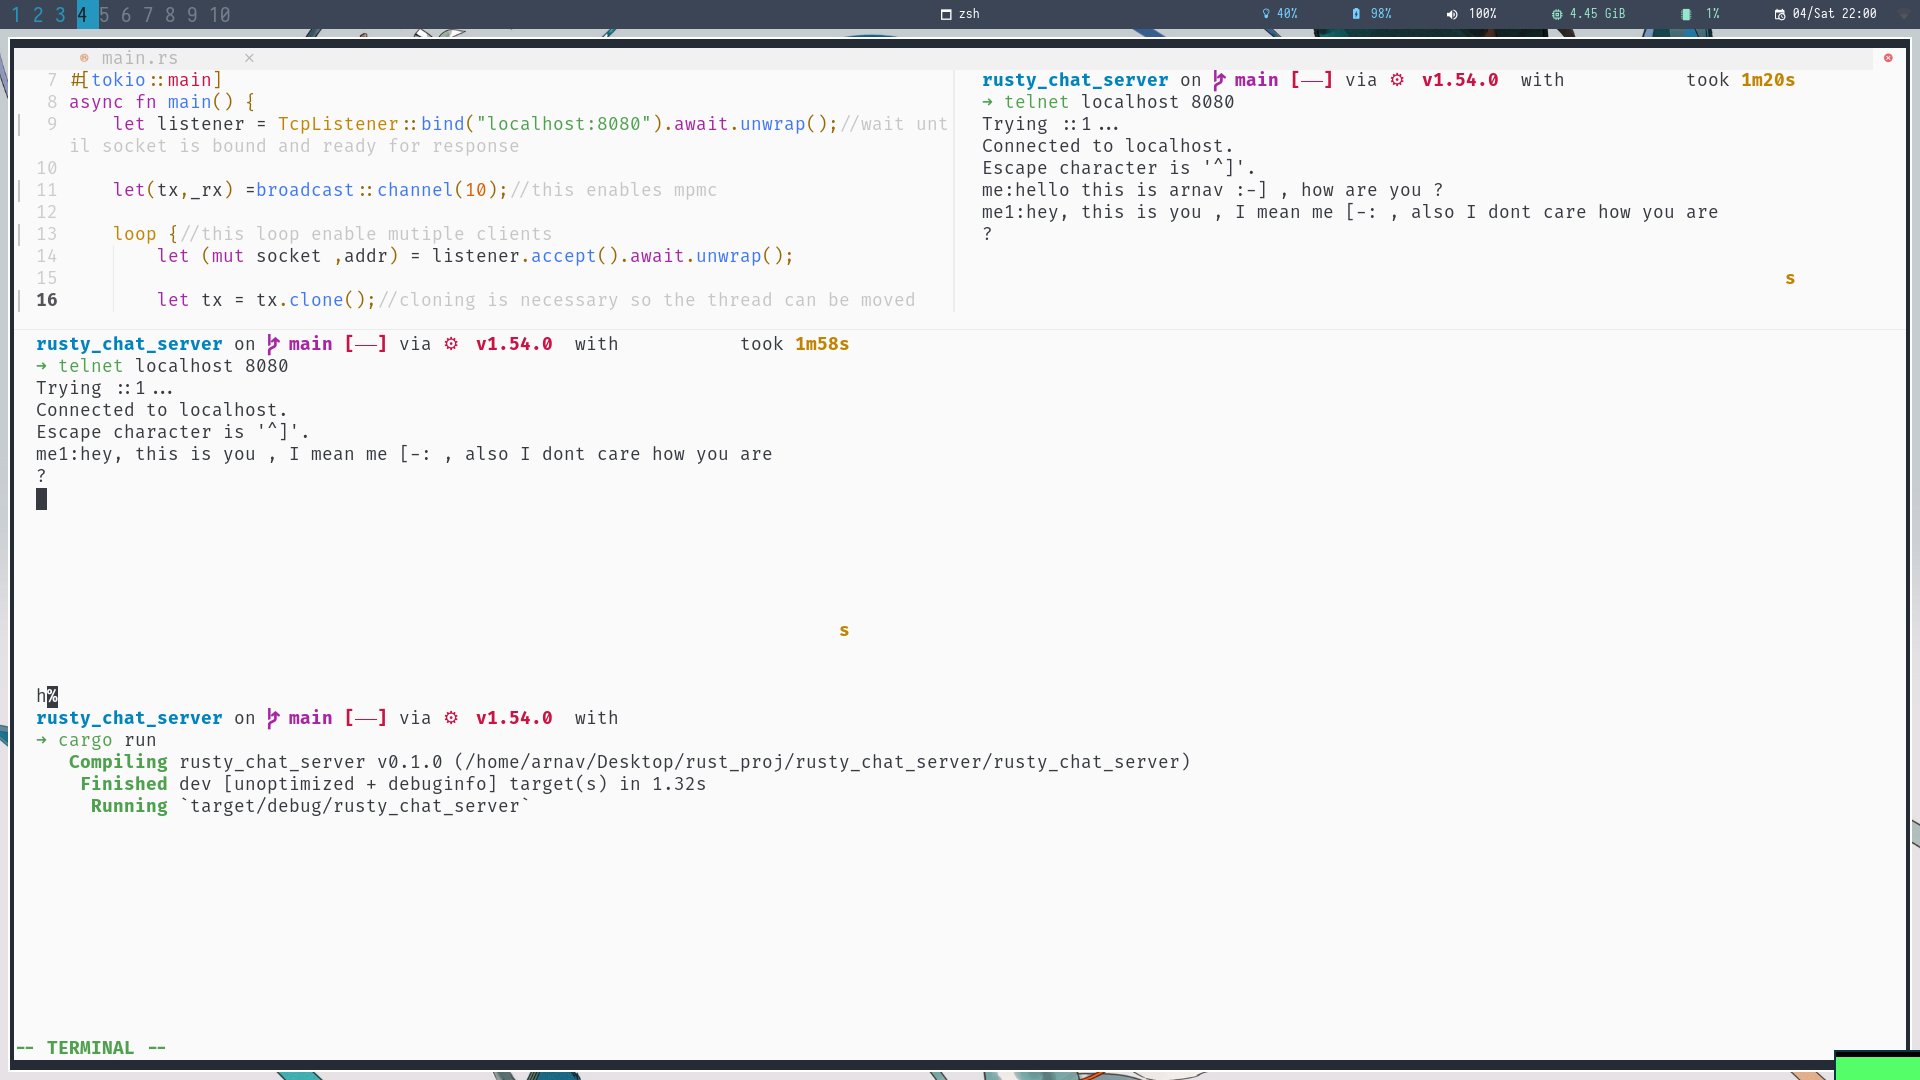 1 2 3 4 5 6 7 8 9 10 zsh 40% 98% 100% 4.45 GiB 1% 04/Sat 22:00
main.rs ×
7 #[tokio::main]
8 async fn main() {
9 let listener = TcpListener::bind("localhost:8080").await.unwrap();//wait unt
il socket is bound and ready for response
10
11 let(tx,_rx) =broadcast::channel(10);//this enables mpmc
12
13 loop {//this loop enable mutiple clients
14 let (mut socket ,addr) = listener.accept().await.unwrap();
15
16 let tx = tx.clone();//cloning is necessary so the thread can be moved
rusty_chat_server on main [——] via ⚙ v1.54.0 with took 1m20s
→ telnet localhost 8080
Trying ::1...
Connected to localhost.
Escape character is '^]'.
me:hello this is arnav :-] , how are you ?
me1:hey, this is you , I mean me [-: , also I dont care how you are
?
s
rusty_chat_server on main [——] via ⚙ v1.54.0 with took 1m58s
→ telnet localhost 8080
Trying ::1...
Connected to localhost.
Escape character is '^]'.
me1:hey, this is you , I mean me [-: , also I dont care how you are
?
s
h%
rusty_chat_server on main [——] via ⚙ v1.54.0 with
→ cargo run
Compiling rusty_chat_server v0.1.0 (/home/arnav/Desktop/rust_proj/rusty_chat_server/rusty_chat_server)
Finished dev [unoptimized + debuginfo] target(s) in 1.32s
Running `target/debug/rusty_chat_server`
-- TERMINAL --